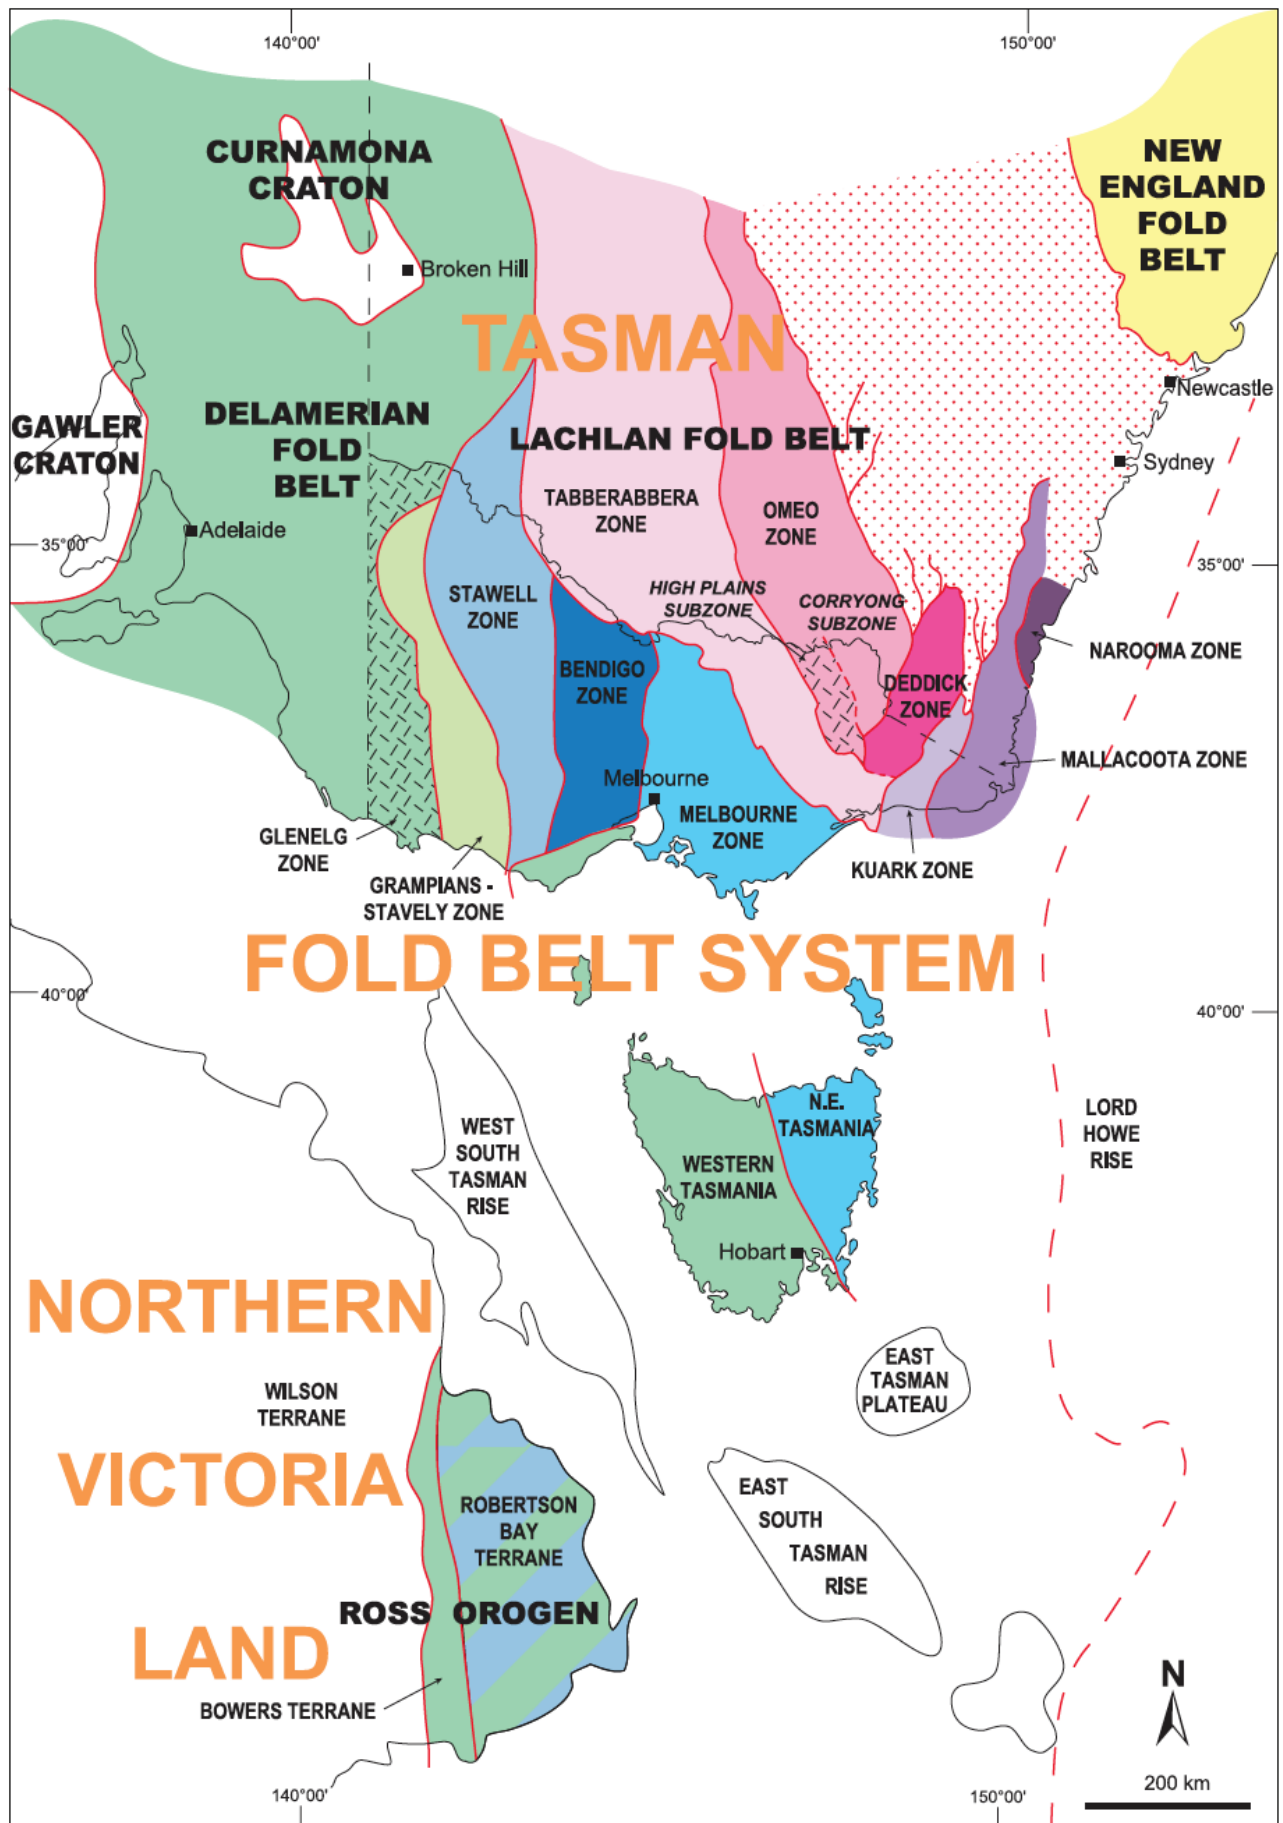 140°00'
150°00'
CURNAMONA
CRATON
NEW
ENGLAND
FOLD
BELT
Broken Hill
TASMAN
Newcastle
GAWLER
CRATON
DELAMERIAN
FOLD
BELT
LACHLAN FOLD BELT
Sydney
TABBERABBERA
ZONE
OMEO
ZONE
Adelaide
35°00'
35°00'
STAWELL
ZONE
HIGH PLAINS
SUBZONE
CORRYONG
SUBZONE
NAROOMA ZONE
BENDIGO
ZONE
DEDDICK
ZONE
MALLACOOTA ZONE
Melbourne
MELBOURNE
ZONE
GLENELG
ZONE
KUARK ZONE
GRAMPIANS -
STAVELY ZONE
FOLD BELT SYSTEM
40°00'
40°00'
N.E.
TASMANIA
LORD
HOWE
RISE
WEST
SOUTH
TASMAN
RISE
WESTERN
TASMANIA
Hobart
NORTHERN
EAST
TASMAN
PLATEAU
WILSON
TERRANE
VICTORIA
EAST
SOUTH
TASMAN
RISE
ROBERTSON
BAY
TERRANE
ROSS OROGEN
LAND
BOWERS TERRANE
N
200 km
140°00'
150°00'